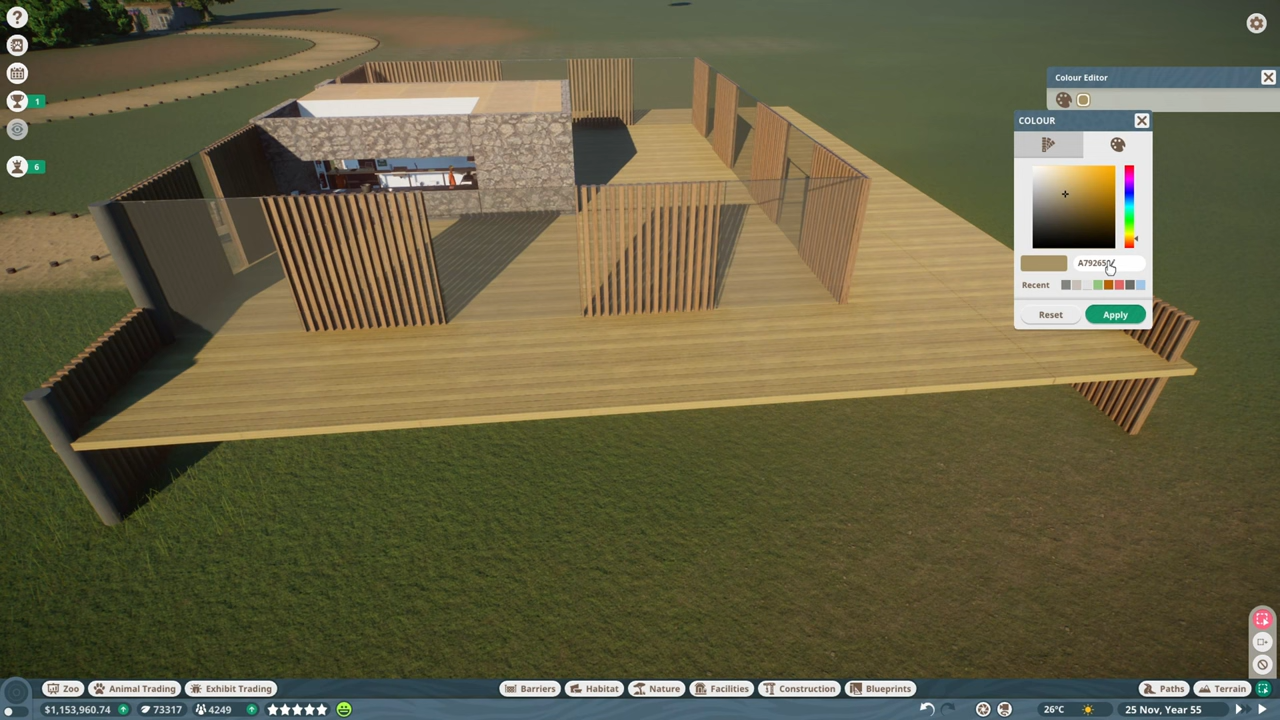 ?
1
6
Colour Editor
COLOUR
Recent
Reset
Apply
Zoo
Animal Trading
Exhibit Trading
Barriers
Habitat
Nature
Facilities
Construction
Blueprints
Paths
Terrain
$1,153,960.74
73317
4249
26°C
25 Nov, Year 55